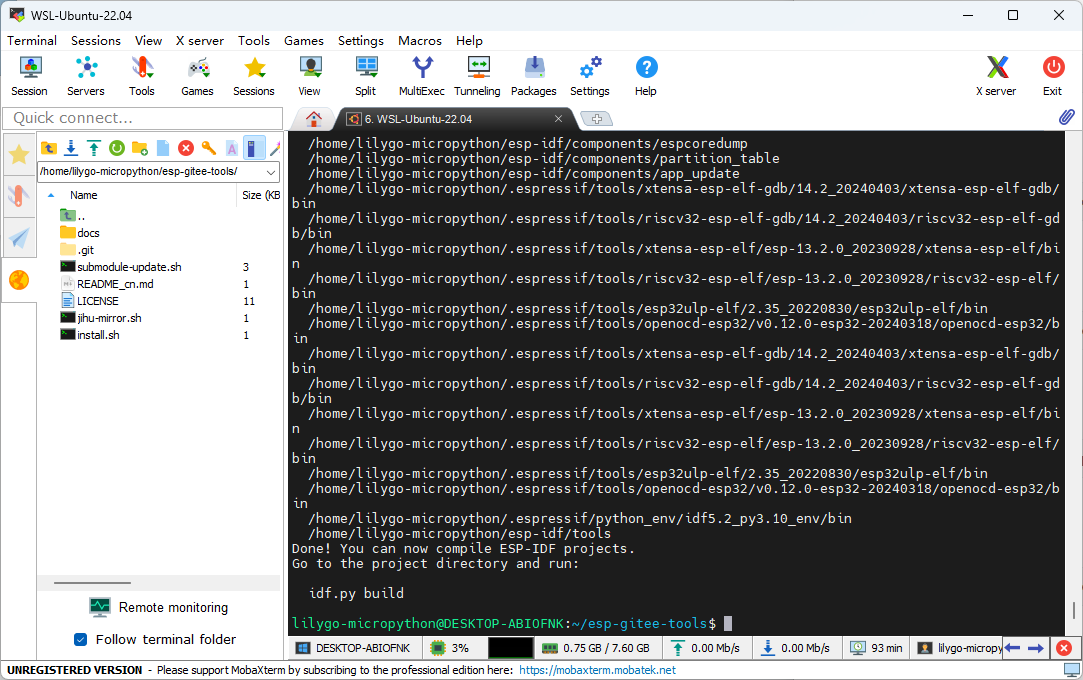 WSL-Ubuntu-22.04
Terminal Sessions View X server Tools Games Settings Macros Help
Session Servers Tools Games Sessions View Split MultiExec Tunneling Packages Settings Help X server Exit
Quick connect...
6. WSL-Ubuntu-22.04
/home/lilygo-micropython/esp-gitee-tools/
Name Size (KB
..
docs
.git
submodule-update.sh 3
README_cn.md 1
LICENSE 11
jihu-mirror.sh 1
install.sh 1
Remote monitoring
Follow terminal folder
/home/lilygo-micropython/esp-idf/components/espcoredump
/home/lilygo-micropython/esp-idf/components/partition_table
/home/lilygo-micropython/esp-idf/components/app_update
/home/lilygo-micropython/.espressif/tools/xtensa-esp-elf-gdb/14.2_20240403/xtensa-esp-elf-gdb/
bin
/home/lilygo-micropython/.espressif/tools/riscv32-esp-elf-gdb/14.2_20240403/riscv32-esp-elf-gd
b/bin
/home/lilygo-micropython/.espressif/tools/xtensa-esp-elf/esp-13.2.0_20230928/xtensa-esp-elf/bi
n
/home/lilygo-micropython/.espressif/tools/riscv32-esp-elf/esp-13.2.0_20230928/riscv32-esp-elf/
bin
/home/lilygo-micropython/.espressif/tools/esp32ulp-elf/2.35_20220830/esp32ulp-elf/bin
/home/lilygo-micropython/.espressif/tools/openocd-esp32/v0.12.0-esp32-20240318/openocd-esp32/b
in
/home/lilygo-micropython/.espressif/tools/xtensa-esp-elf-gdb/14.2_20240403/xtensa-esp-elf-gdb/
bin
/home/lilygo-micropython/.espressif/tools/riscv32-esp-elf-gdb/14.2_20240403/riscv32-esp-elf-gd
b/bin
/home/lilygo-micropython/.espressif/tools/xtensa-esp-elf/esp-13.2.0_20230928/xtensa-esp-elf/bi
n
/home/lilygo-micropython/.espressif/tools/riscv32-esp-elf/esp-13.2.0_20230928/riscv32-esp-elf/
bin
/home/lilygo-micropython/.espressif/tools/esp32ulp-elf/2.35_20220830/esp32ulp-elf/bin
/home/lilygo-micropython/.espressif/tools/openocd-esp32/v0.12.0-esp32-20240318/openocd-esp32/b
in
/home/lilygo-micropython/.espressif/python_env/idf5.2_py3.10_env/bin
/home/lilygo-micropython/esp-idf/tools
Done! You can now compile ESP-IDF projects.
Go to the project directory and run:
idf.py build
lilygo-micropython@DESKTOP-ABIOFNK:~/esp-gitee-tools$
DESKTOP-ABIOFNK 3% 0.75 GB / 7.60 GB 0.00 Mb/s 0.00 Mb/s 93 min lilygo-micropy
UNREGISTERED VERSION - Please support MobaXterm by subscribing to the professional edition here: https://mobaxterm.mobatek.net